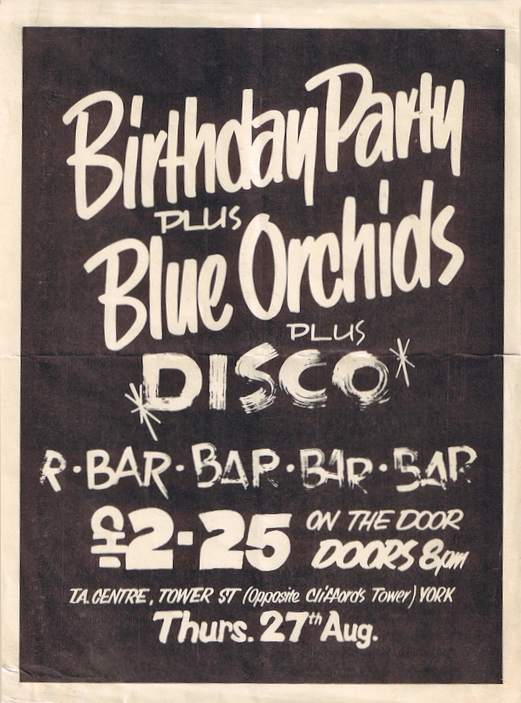 Birthday Party
PLUS
Blue Orchids
PLUS
DISCO
R·BAR·BAR·BAR·BAR
£2-25 ON THE DOOR
DOORS 8pm
T.A. CENTRE, TOWER ST (Opposite Cliffords Tower) YORK
Thurs. 27th Aug.